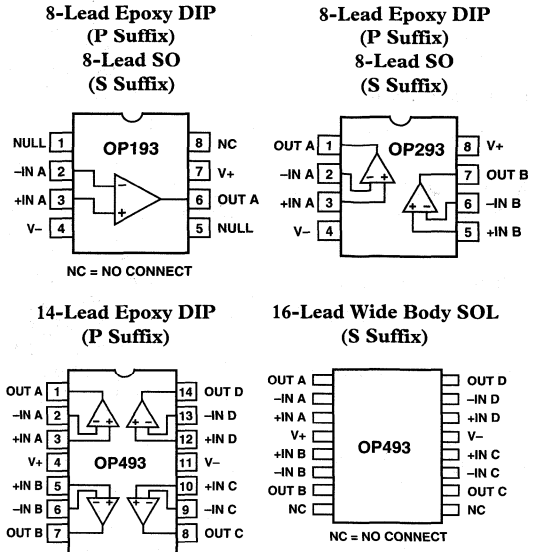 8-Lead Epoxy DIP
(P Suffix)
8-Lead SO
(S Suffix)
NULL 1
–IN A 2
+IN A 3
V– 4
OP193
– +
8 NC
7 V+
6 OUT A
5 NULL
NC = NO CONNECT
8-Lead Epoxy DIP
(P Suffix)
8-Lead SO
(S Suffix)
OUT A 1
–IN A 2
+IN A 3
V– 4
OP293
– +
+ –
8 V+
7 OUT B
6 –IN B
5 +IN B
14-Lead Epoxy DIP
(P Suffix)
OUT A 1
–IN A 2
+IN A 3
V+ 4
+IN B 5
–IN B 6
OUT B 7
– +
+ –
OP493
+ –
– +
14 OUT D
13 –IN D
12 +IN D
11 V–
10 +IN C
9 –IN C
8 OUT C
16-Lead Wide Body SOL
(S Suffix)
OUT A
–IN A
+IN A
V+
+IN B
–IN B
OUT B
NC
OP493
OUT D
–IN D
+IN D
V–
+IN C
–IN C
OUT C
NC
NC = NO CONNECT